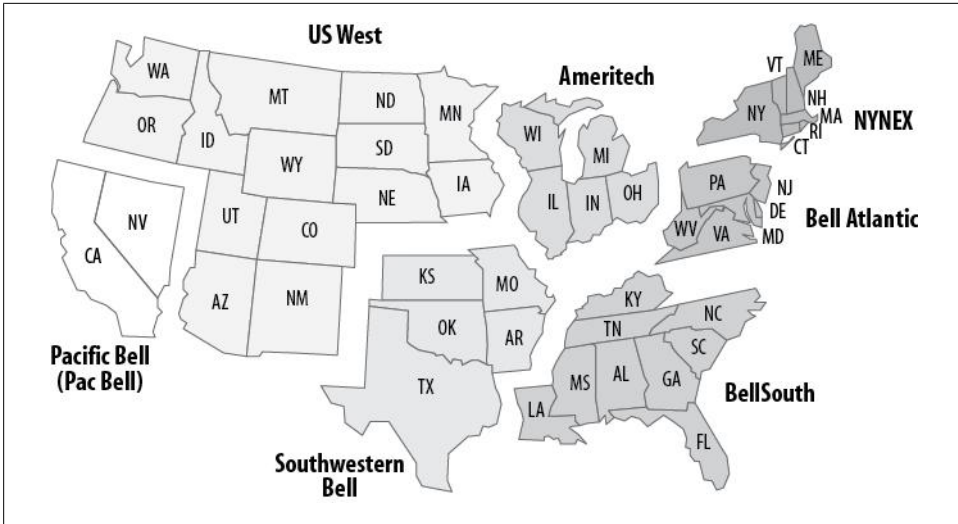 US West
WA
MT
ND
MN
OR
ID
WY
SD
NE
IA
UT
CO
AZ
NM
NV
CA
Pacific Bell
(Pac Bell)
Ameritech
WI
MI
IL
IN
OH
VT
ME
NY
NH
MA
RI
CT
NYNEX
PA
NJ
DE
WV
VA
MD
Bell Atlantic
KS
MO
OK
AR
TX
Southwestern
Bell
KY
NC
TN
SC
MS
AL
GA
LA
FL
BellSouth